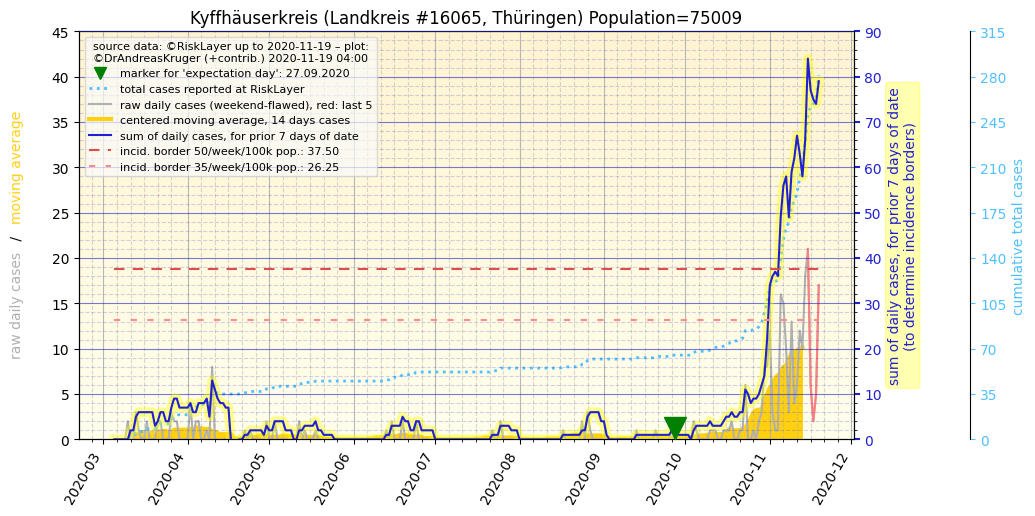 Kyffhäuserkreis (Landkreis #16065, Thüringen) Population=75009
source data: ©RiskLayer up to 2020-11-19 – plot:
©DrAndreasKruger (+contrib.) 2020-11-19 04:00
marker for 'expectation day': 27.09.2020
total cases reported at RiskLayer
raw daily cases (weekend-flawed), red: last 5
centered moving average, 14 days cases
sum of daily cases, for prior 7 days of date
incid. border 50/week/100k pop.: 37.50
incid. border 35/week/100k pop.: 26.25
raw daily cases / moving average
45
40
35
30
25
20
15
10
5
0
2020-03
2020-04
2020-05
2020-06
2020-07
2020-08
2020-09
2020-10
2020-11
2020-12
90
80
70
60
50
40
30
20
10
0
sum of daily cases, for prior 7 days of date
(to determine incidence borders)
315
280
245
210
175
140
105
70
35
0
cumulative total cases